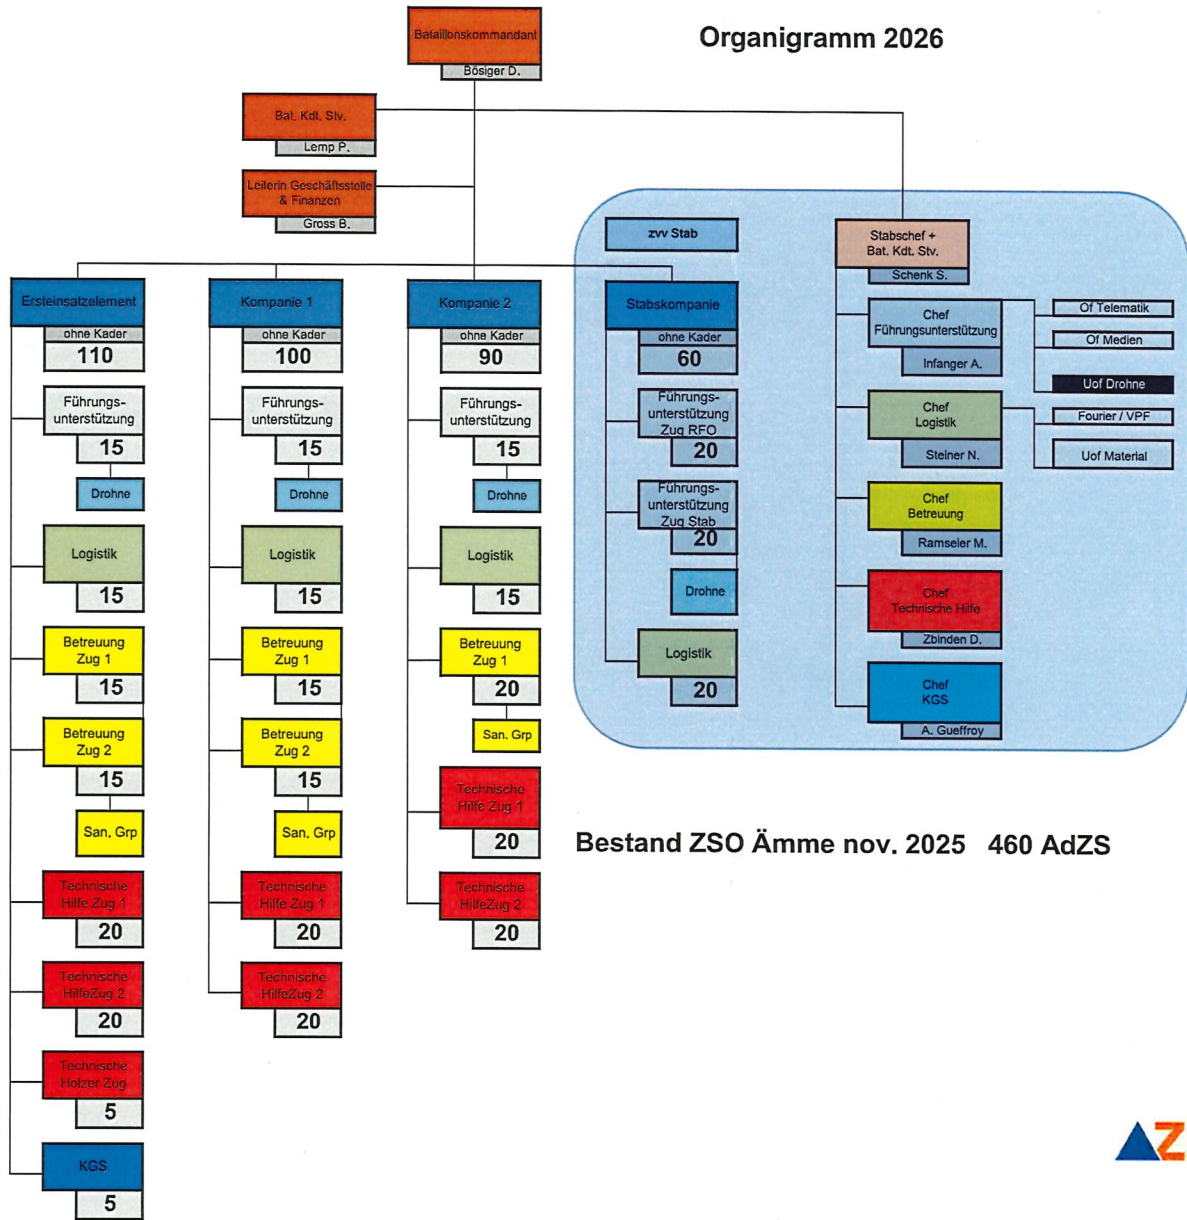 Organigramm 2026
Bataillonskommandant
Bösiger D.
Bat. Kdt. Stv.
Lemp P.
Leiterin Geschäftsstelle
& Finanzen
Gross B.
Ersteinsatzelement
ohne Kader
110
Führungs-
unterstützung
15
Drohne
Logistik
15
Betreuung
Zug 1
15
Betreuung
Zug 2
15
San. Grp
Technische
Hilfe Zug 1
20
Technische
HilfeZug 2
20
Technische
Holzer Zug
5
KGS
5
Kompanie 1
ohne Kader
100
Führungs-
unterstützung
15
Drohne
Logistik
15
Betreuung
Zug 1
15
Betreuung
Zug 2
15
San. Grp
Technische
Hilfe Zug 1
20
Technische
HilfeZug 2
20
Kompanie 2
ohne Kader
90
Führungs-
unterstützung
15
Drohne
Logistik
15
Betreuung
Zug 1
20
San. Grp
Technische
Hilfe Zug 1
20
Technische
HilfeZug 2
20
zvv Stab
Stabskompanie
ohne Kader
60
Führungs-
unterstützung
Zug RFO
20
Führungs-
unterstützung
Zug Stab
20
Drohne
Logistik
20
Stabschef +
Bat. Kdt. Stv.
Schenk S.
Chef
Führungsunterstützung
Infanger A.
Of Telematik
Of Medien
Uof Drohne
Chef
Logistik
Steiner N.
Fourier / VPF
Uof Material
Chef
Betreuung
Ramseier M.
Chef
Technische Hilfe
Zbinden D.
Chef
KGS
A. Gueffroy
Bestand ZSO Ämme nov. 2025 460 AdZS
Z